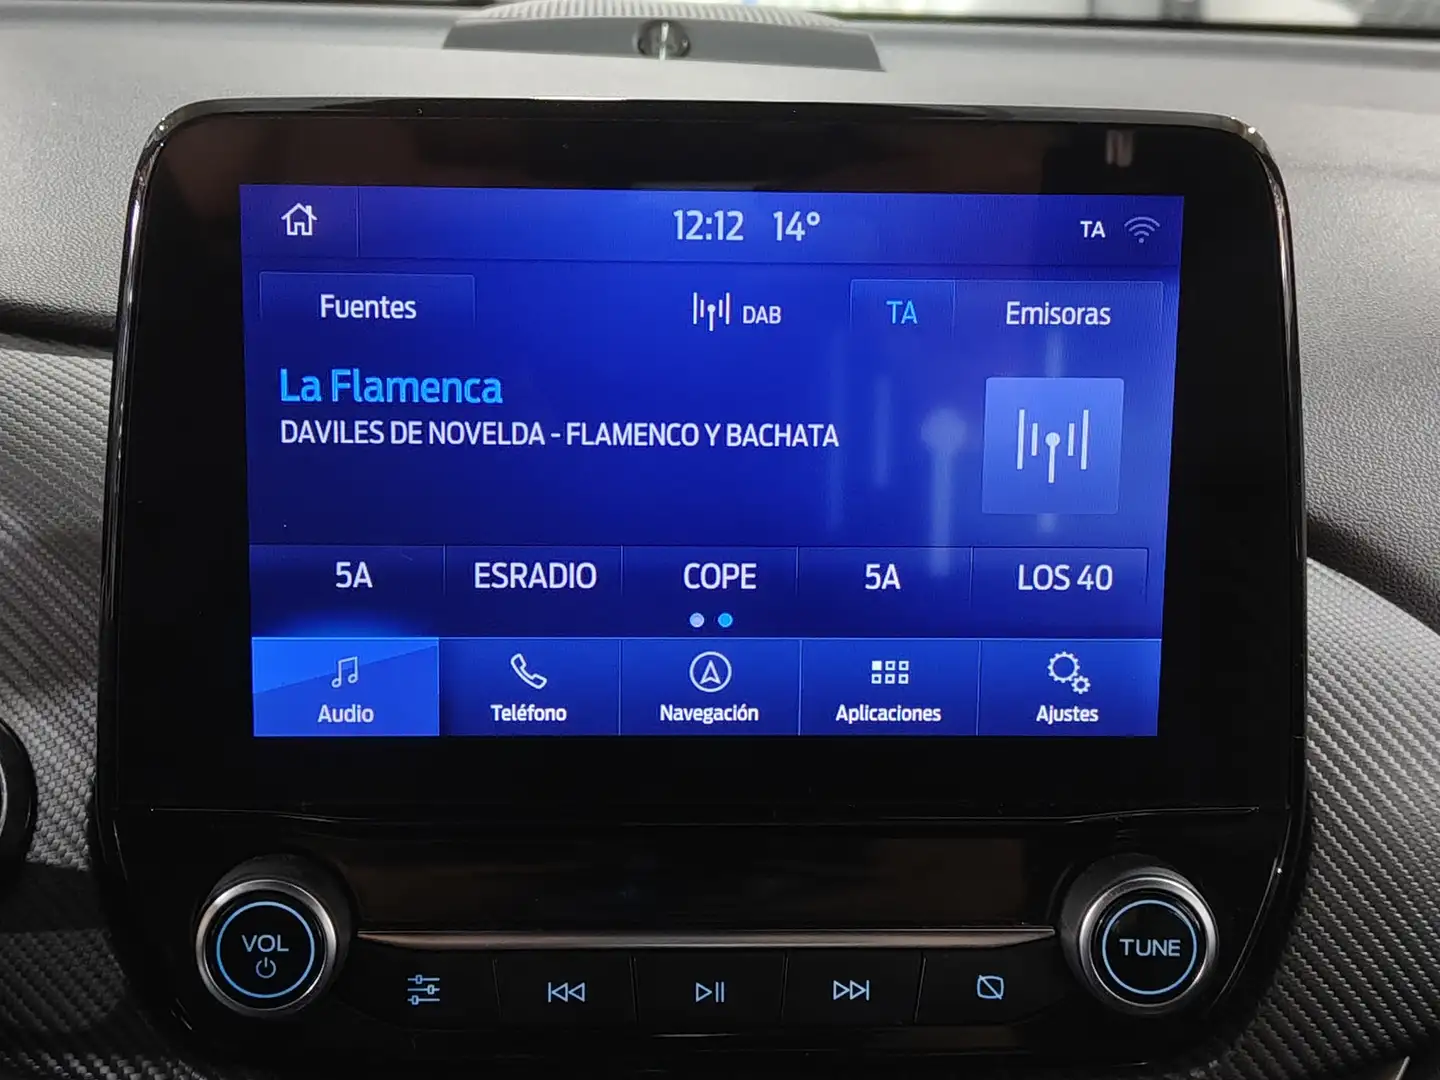 12:12 14° TA
Fuentes DAB TA Emisoras
La Flamenca
DAVILES DE NOVELDA - FLAMENCO Y BACHATA
5A ESRADIO COPE 5A LOS 40
Audio Teléfono Navegación Aplicaciones Ajustes
VOL TUNE